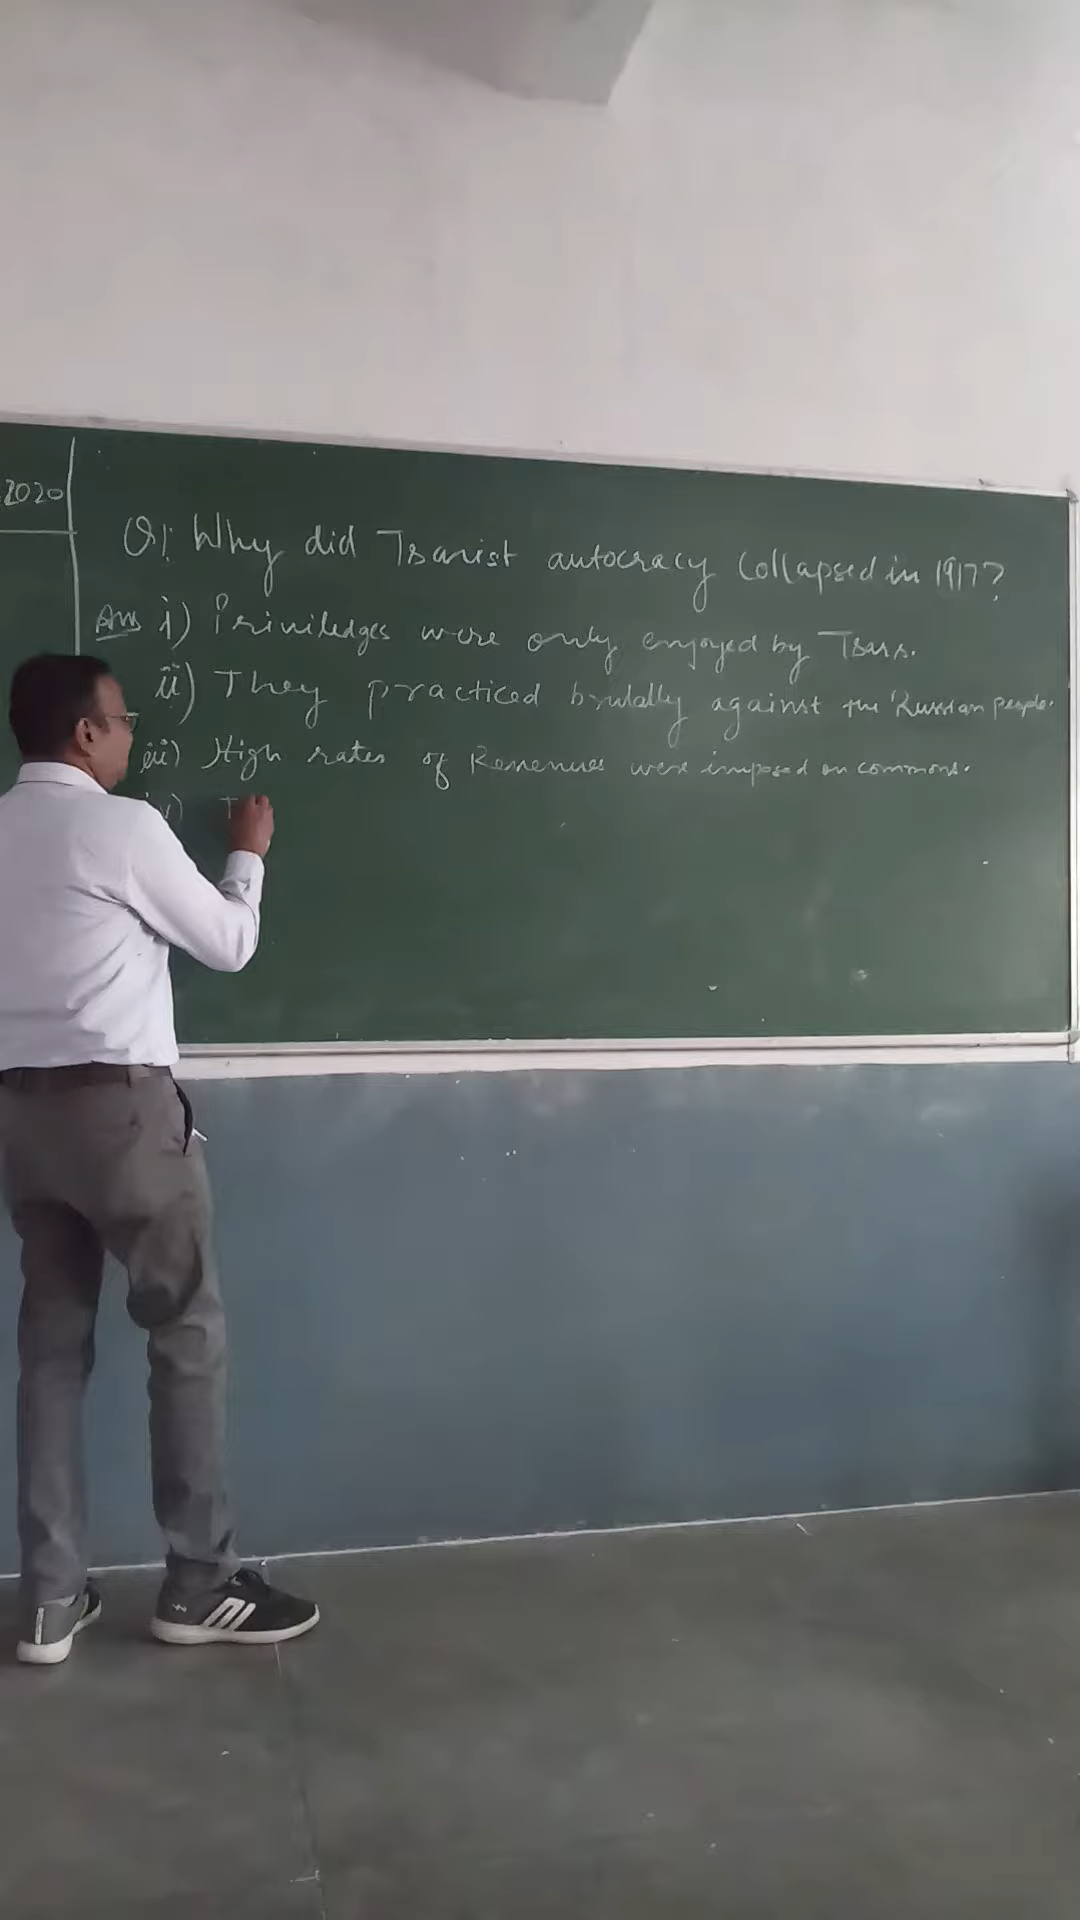 2020
Q1. Why did Tsarist autocracy collapsed in 1917?
Ans i) Priviledges were only enjoyed by Tsars.
ii) They practiced brutally against the Russian people.
iii) High rates of Revenues were imposed on commons.
iv) T